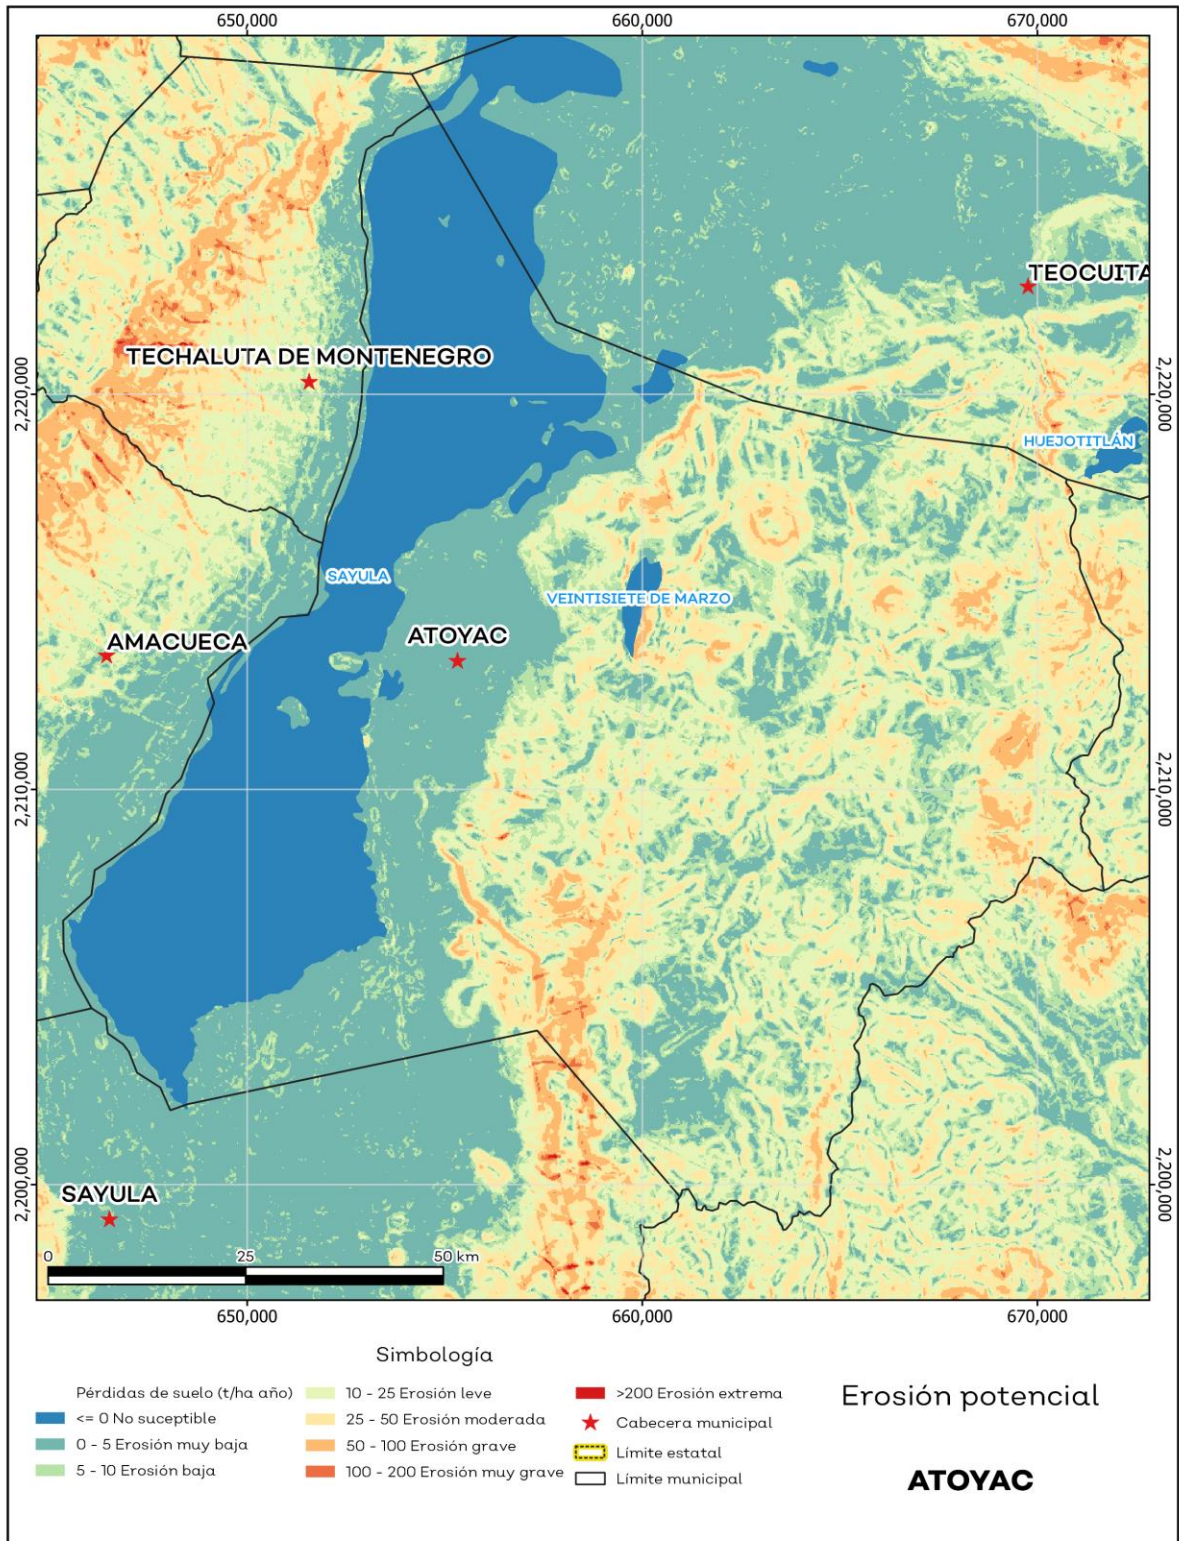 650,000
660,000
670,000
TEOCUITA
TECHALUTA DE MONTENEGRO
2,220,000
2,220,000
HUEJOTITLÁN
SAYULA
VEINTISIETE DE MARZO
ATOYAC
AMACUECA
2,210,000
2,210,000
2,200,000
2,200,000
SAYULA
0 25 50 km
650,000
660,000
670,000
Simbología
Pérdidas de suelo (t/ha año)
<= 0 No suceptible
0 - 5 Erosión muy baja
5 - 10 Erosión baja
10 - 25 Erosión leve
25 - 50 Erosión moderada
50 - 100 Erosión grave
100 - 200 Erosión muy grave
>200 Erosión extrema
Cabecera municipal
Límite estatal
Límite municipal
Erosión potencial
ATOYAC